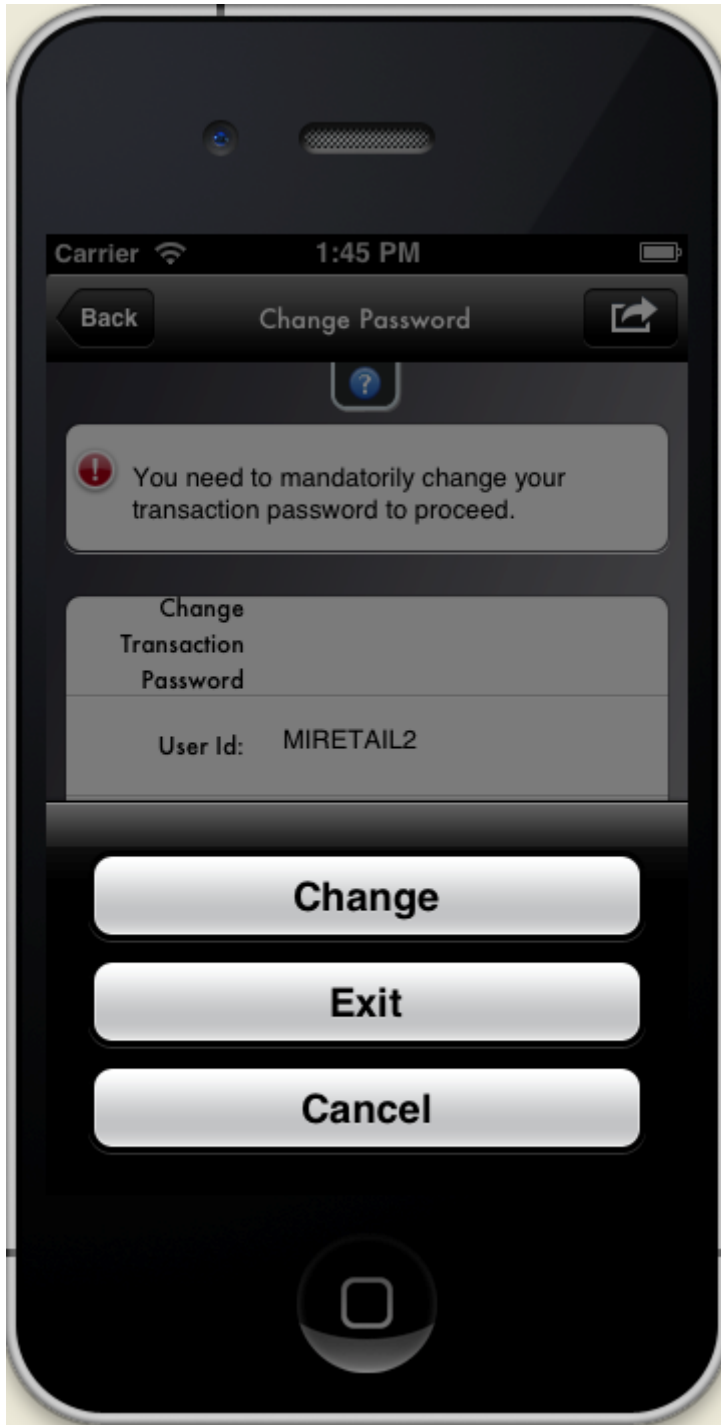 Carrier 1:45 PM
Back Change Password
?
! You need to mandatorily change your
transaction password to proceed.
Change
Transaction
Password
User Id: MIRETAIL2
Change
Exit
Cancel